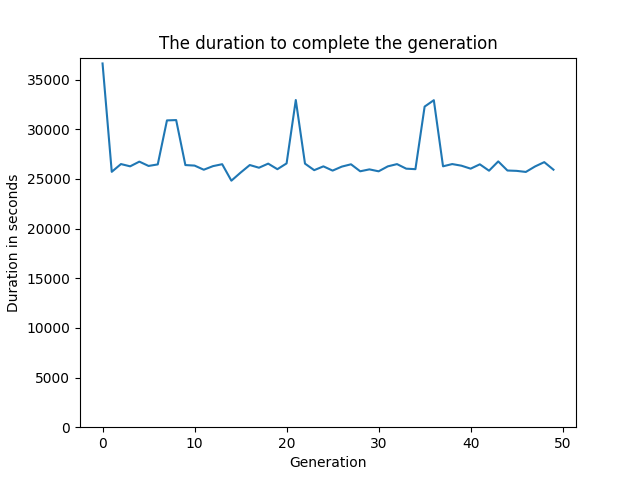 The duration to complete the generation
35000
30000
25000
20000
15000
10000
5000
0
Duration in seconds
0 10 20 30 40 50
Generation